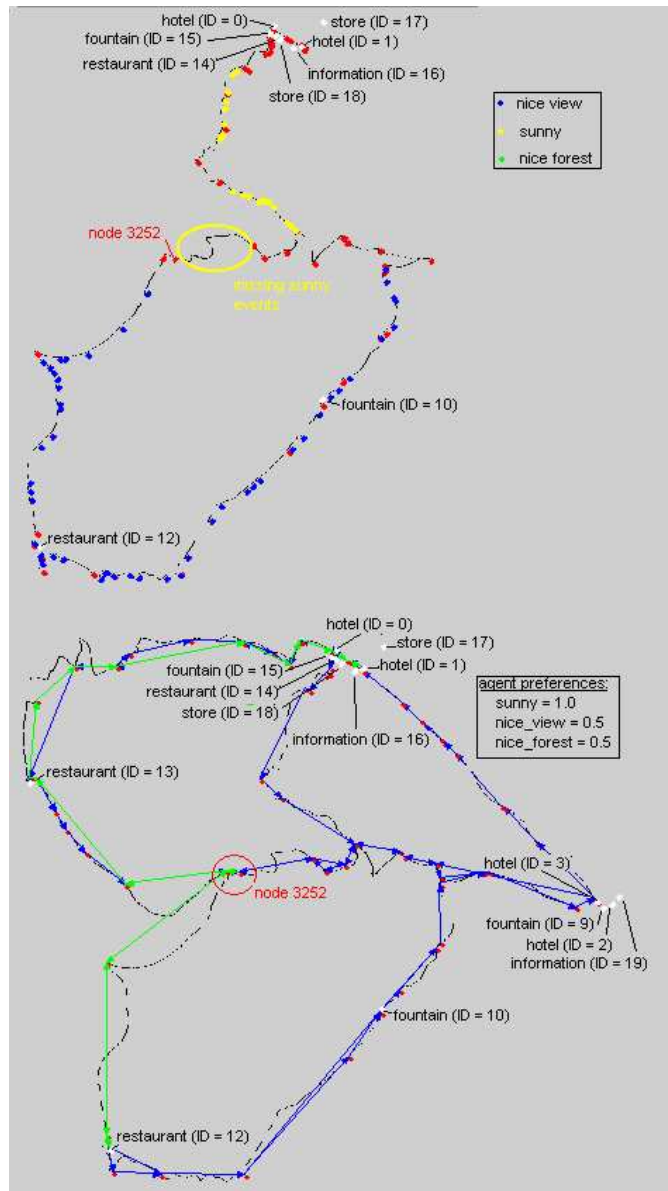 hotel (ID = 0)
store (ID = 17)
fountain (ID = 15)
hotel (ID = 1)
restaurant (ID = 14)
information (ID = 16)
store (ID = 18)
nice view
sunny
nice forest
node 3252
missing sunny
events
fountain (ID = 10)
restaurant (ID = 12)
hotel (ID = 0)
store (ID = 17)
fountain (ID = 15)
hotel (ID = 1)
restaurant (ID = 14)
store (ID = 18)
information (ID = 16)
agent preferences:
sunny = 1.0
nice_view = 0.5
nice_forest = 0.5
restaurant (ID = 13)
hotel (ID = 3)
node 3252
fountain (ID = 9)
hotel (ID = 2)
information (ID = 19)
fountain (ID = 10)
restaurant (ID = 12)